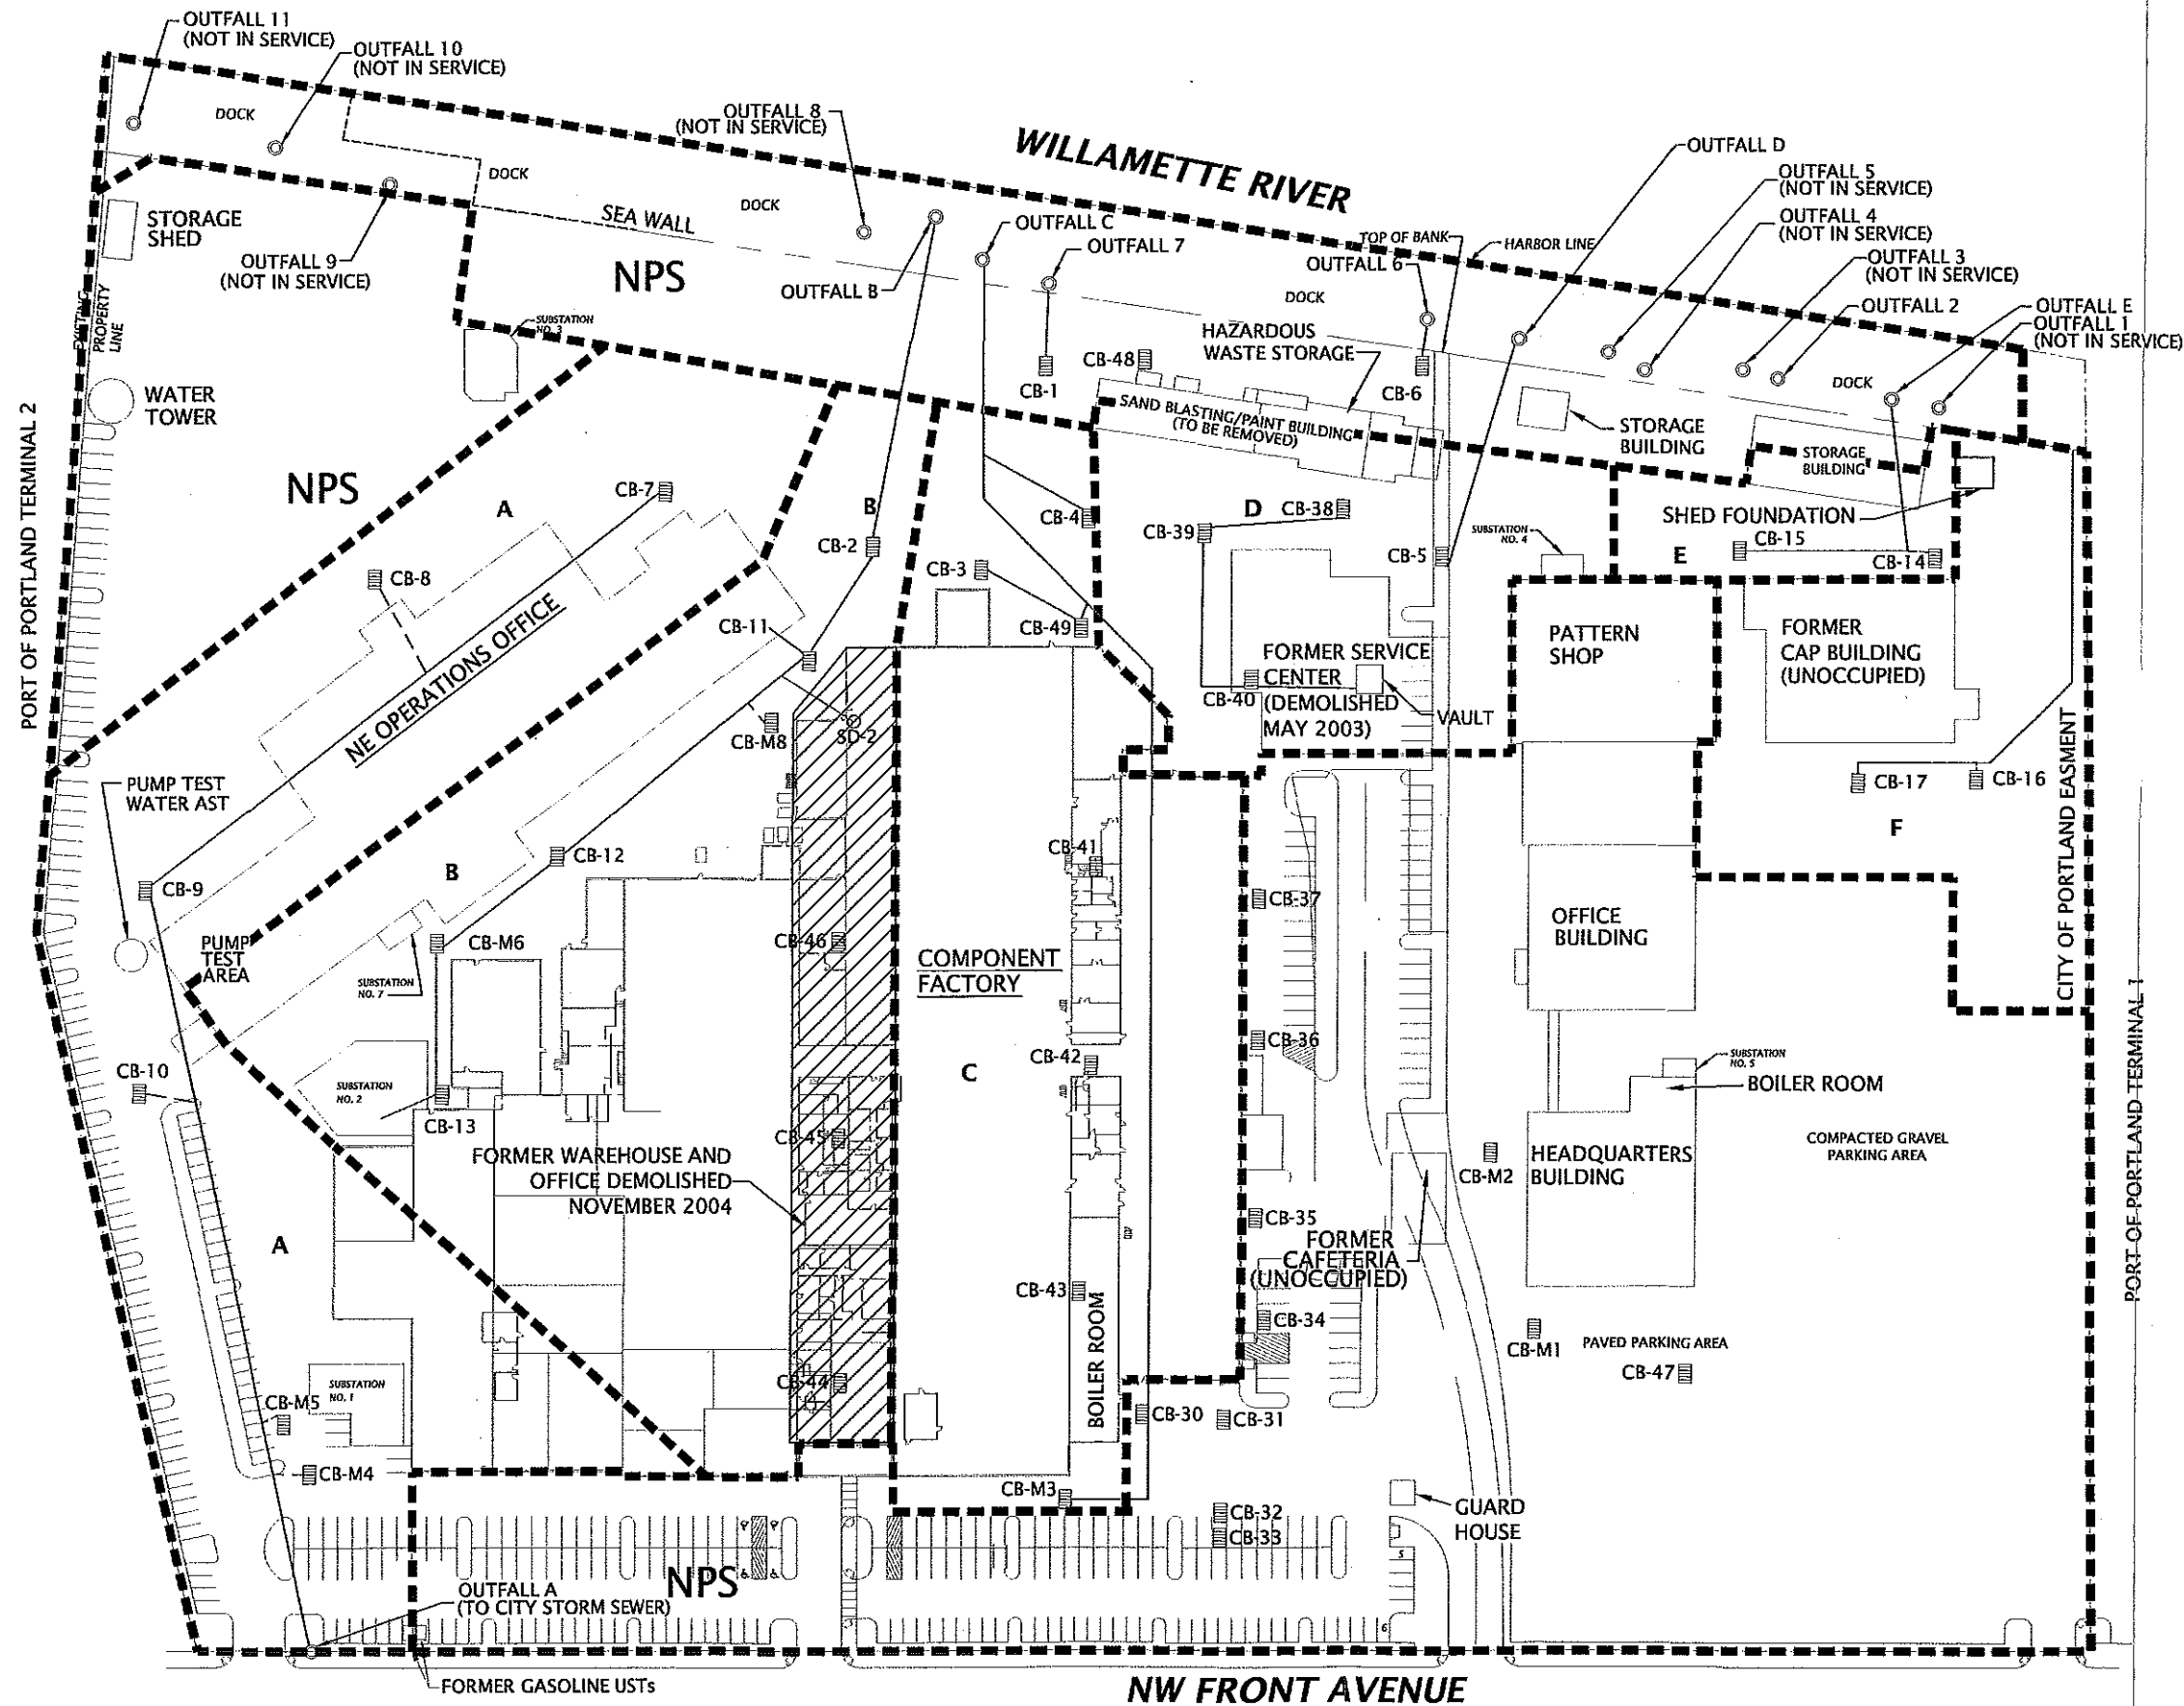 OUTFALL 11
(NOT IN SERVICE)
OUTFALL 10
(NOT IN SERVICE)
DOCK
OUTFALL 8
(NOT IN SERVICE)
WILLAMETTE RIVER
OUTFALL D
OUTFALL 5
(NOT IN SERVICE)
OUTFALL 4
(NOT IN SERVICE)
OUTFALL 3
(NOT IN SERVICE)
OUTFALL 2
OUTFALL E
OUTFALL 1
(NOT IN SERVICE)
DOCK
DOCK
SEA WALL
STORAGE
SHED
OUTFALL 9
(NOT IN SERVICE)
NPS
OUTFALL B
OUTFALL C
OUTFALL 7
TOP OF BANK
HARBOR LINE
OUTFALL 6
DOCK
DOCK
EXISTING
PROPERTY
LINE
SUBSTATION
NO. 3
HAZARDOUS
WASTE STORAGE
CB-48
CB-1
CB-6
SAND BLASTING/PAINT BUILDING
(TO BE REMOVED)
STORAGE
BUILDING
STORAGE
BUILDING
WATER
TOWER
PORT OF PORTLAND TERMINAL 2
NPS
A
CB-7
B
CB-2
CB-4
CB-3
CB-49
CB-39
D
CB-38
CB-5
SUBSTATION
NO. 4
SHED FOUNDATION
E
CB-15
CB-14
CB-8
NE OPERATIONS OFFICE
CB-11
CB-M8
SD-2
FORMER SERVICE
CENTER
(DEMOLISHED
MAY 2003)
CB-40
VAULT
PATTERN
SHOP
FORMER
CAP BUILDING
(UNOCCUPIED)
CB-17
CB-16
F
CITY OF PORTLAND EASMENT
PORT OF PORTLAND TERMINAL 1
PUMP TEST
WATER AST
CB-9
B
CB-12
CB-41
CB-37
PUMP
TEST
AREA
CB-M6
SUBSTATION
NO. 7
CB-46
COMPONENT
FACTORY
OFFICE
BUILDING
CB-36
CB-42
C
CB-10
SUBSTATION
NO. 2
CB-13
CB-45
FORMER WAREHOUSE AND
OFFICE DEMOLISHED
NOVEMBER 2004
SUBSTATION
NO. 5
BOILER ROOM
HEADQUARTERS
BUILDING
CB-M2
COMPACTED GRAVEL
PARKING AREA
A
CB-35
FORMER
CAFETERIA
(UNOCCUPIED)
CB-43
BOILER ROOM
CB-34
CB-M1
PAVED PARKING AREA
CB-47
SUBSTATION
NO. 1
CB-M5
CB-44
CB-30
CB-31
CB-M4
CB-M3
CB-32
CB-33
GUARD
HOUSE
5
6
NPS
OUTFALL A
(TO CITY STORM SEWER)
FORMER GASOLINE USTs
NW FRONT AVENUE